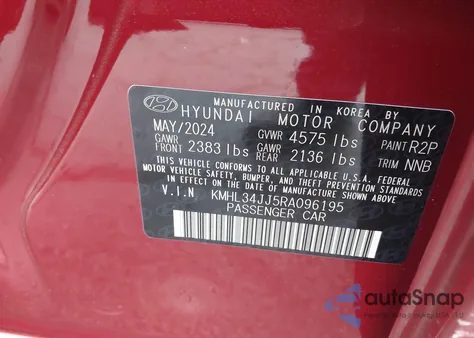 MANUFACTURED IN KOREA BY
HYUNDAI MOTOR COMPANY
MAY/2024 GVWR 4575 lbs PAINT R2P
GAWR FRONT 2383 lbs GAWR REAR 2136 lbs TRIM NNB
THIS VEHICLE CONFORMS TO ALL APPLICABLE U.S.A. FEDERAL
MOTOR VEHICLE SAFETY, BUMPER, AND THEFT PREVENTION STANDARDS
IN EFFECT ON THE DATE OF MANUFACTURE SHOWN ABOVE
V.I.N KMHL34JJ5RA096195
PASSENGER CAR
autoSnap